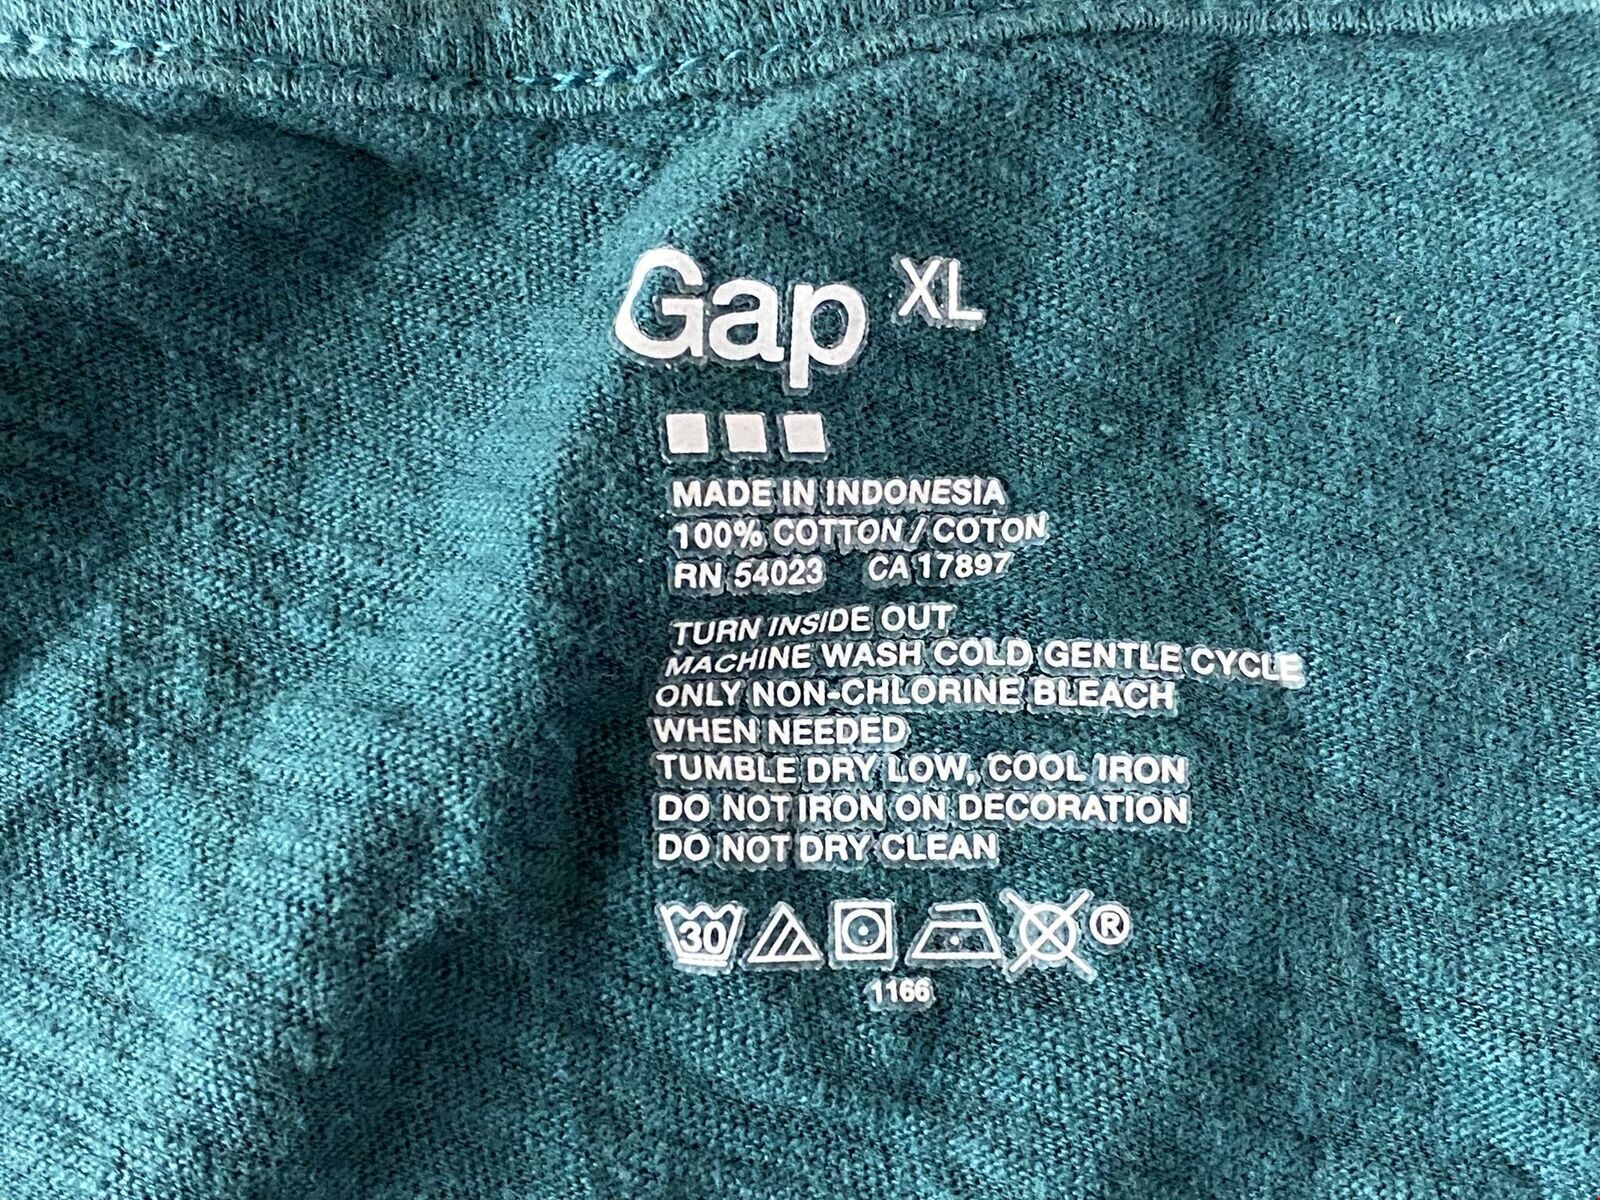 Gap XL
MADE IN INDONESIA
100% COTTON / COTON
RN 54023 CA 17897
TURN INSIDE OUT
MACHINE WASH COLD GENTLE CYCLE
ONLY NON-CHLORINE BLEACH
WHEN NEEDED
TUMBLE DRY LOW, COOL IRON
DO NOT IRON ON DECORATION
DO NOT DRY CLEAN
30 ®
1166